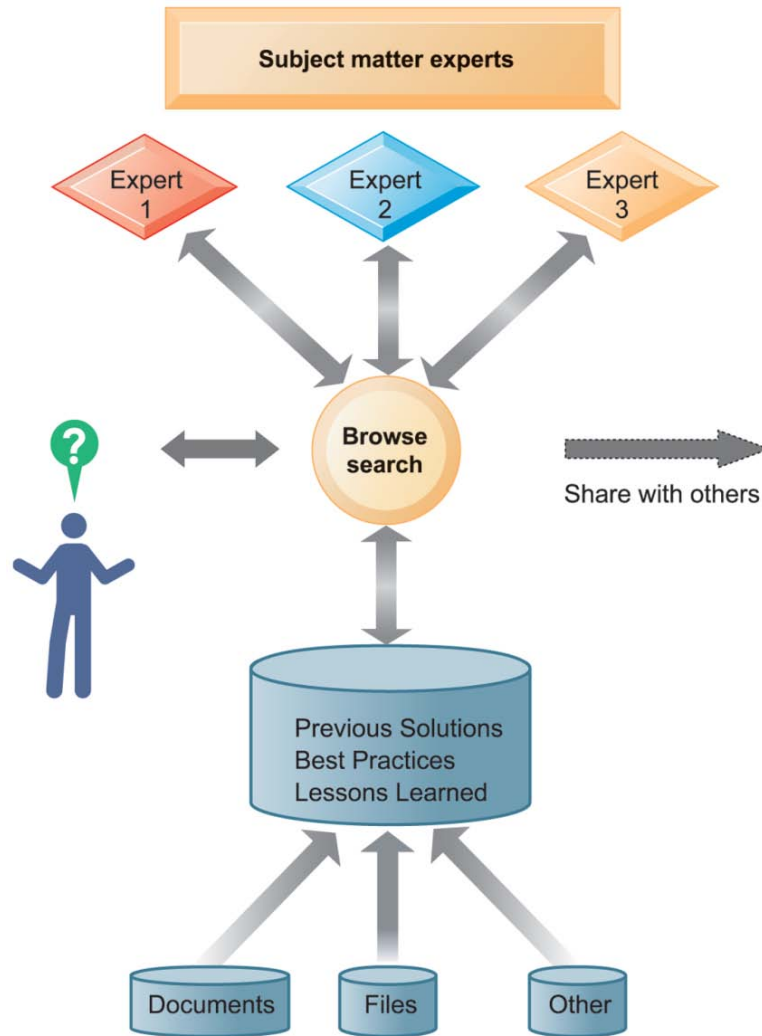 Subject matter experts
Expert
1
Expert
2
Expert
3
?
Browse
search
Share with others
Previous Solutions
Best Practices
Lessons Learned
Documents
Files
Other